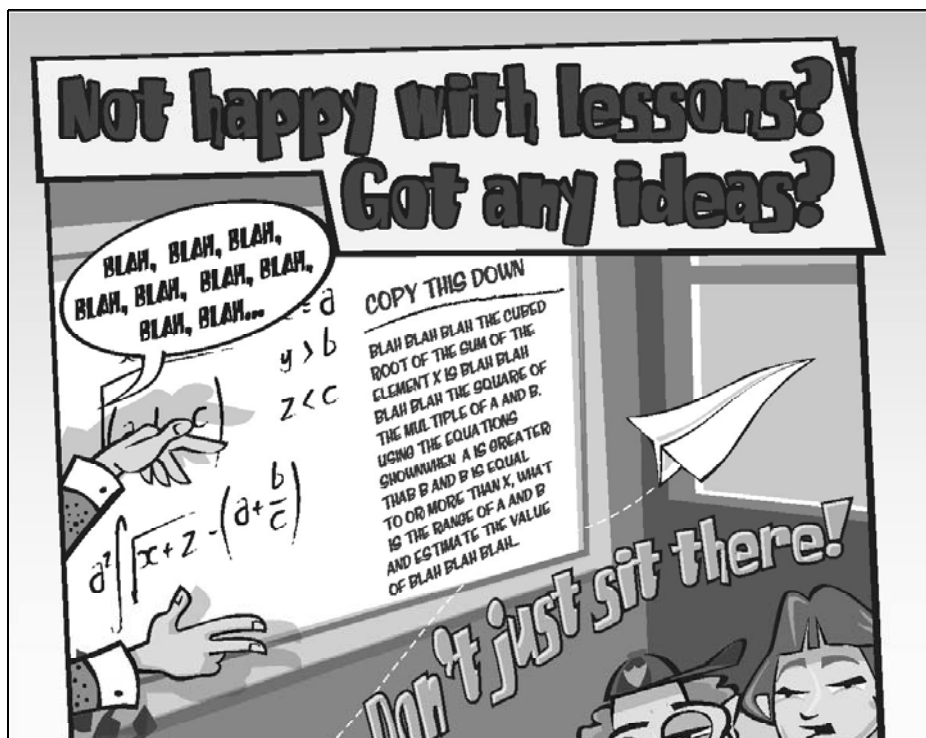 Not happy with lessons?
Got any ideas?
BLAH, BLAH, BLAH,
BLAH, BLAH, BLAH, BLAH,
BLAH, BLAH...
= a
y > b
z < c
c)
a² ∫ √x+z - (a+b/c)
COPY THIS DOWN
BLAH BLAH BLAH THE CUBED
ROOT OF THE SUM OF THE
ELEMENT X IS BLAH BLAH
BLAH BLAH THE SQUARE OF
THE MULTIPLE OF A AND B.
USING THE EQUATIONS
SHOWNWHEN A IS GREATER
THAB B AND B IS EQUAL
TO OR MORE THAN X, WHAT
IS THE RANGE OF A AND B
AND ESTIMATE THE VALUE
OF BLAH BLAH BLAH...
Don't just sit there!